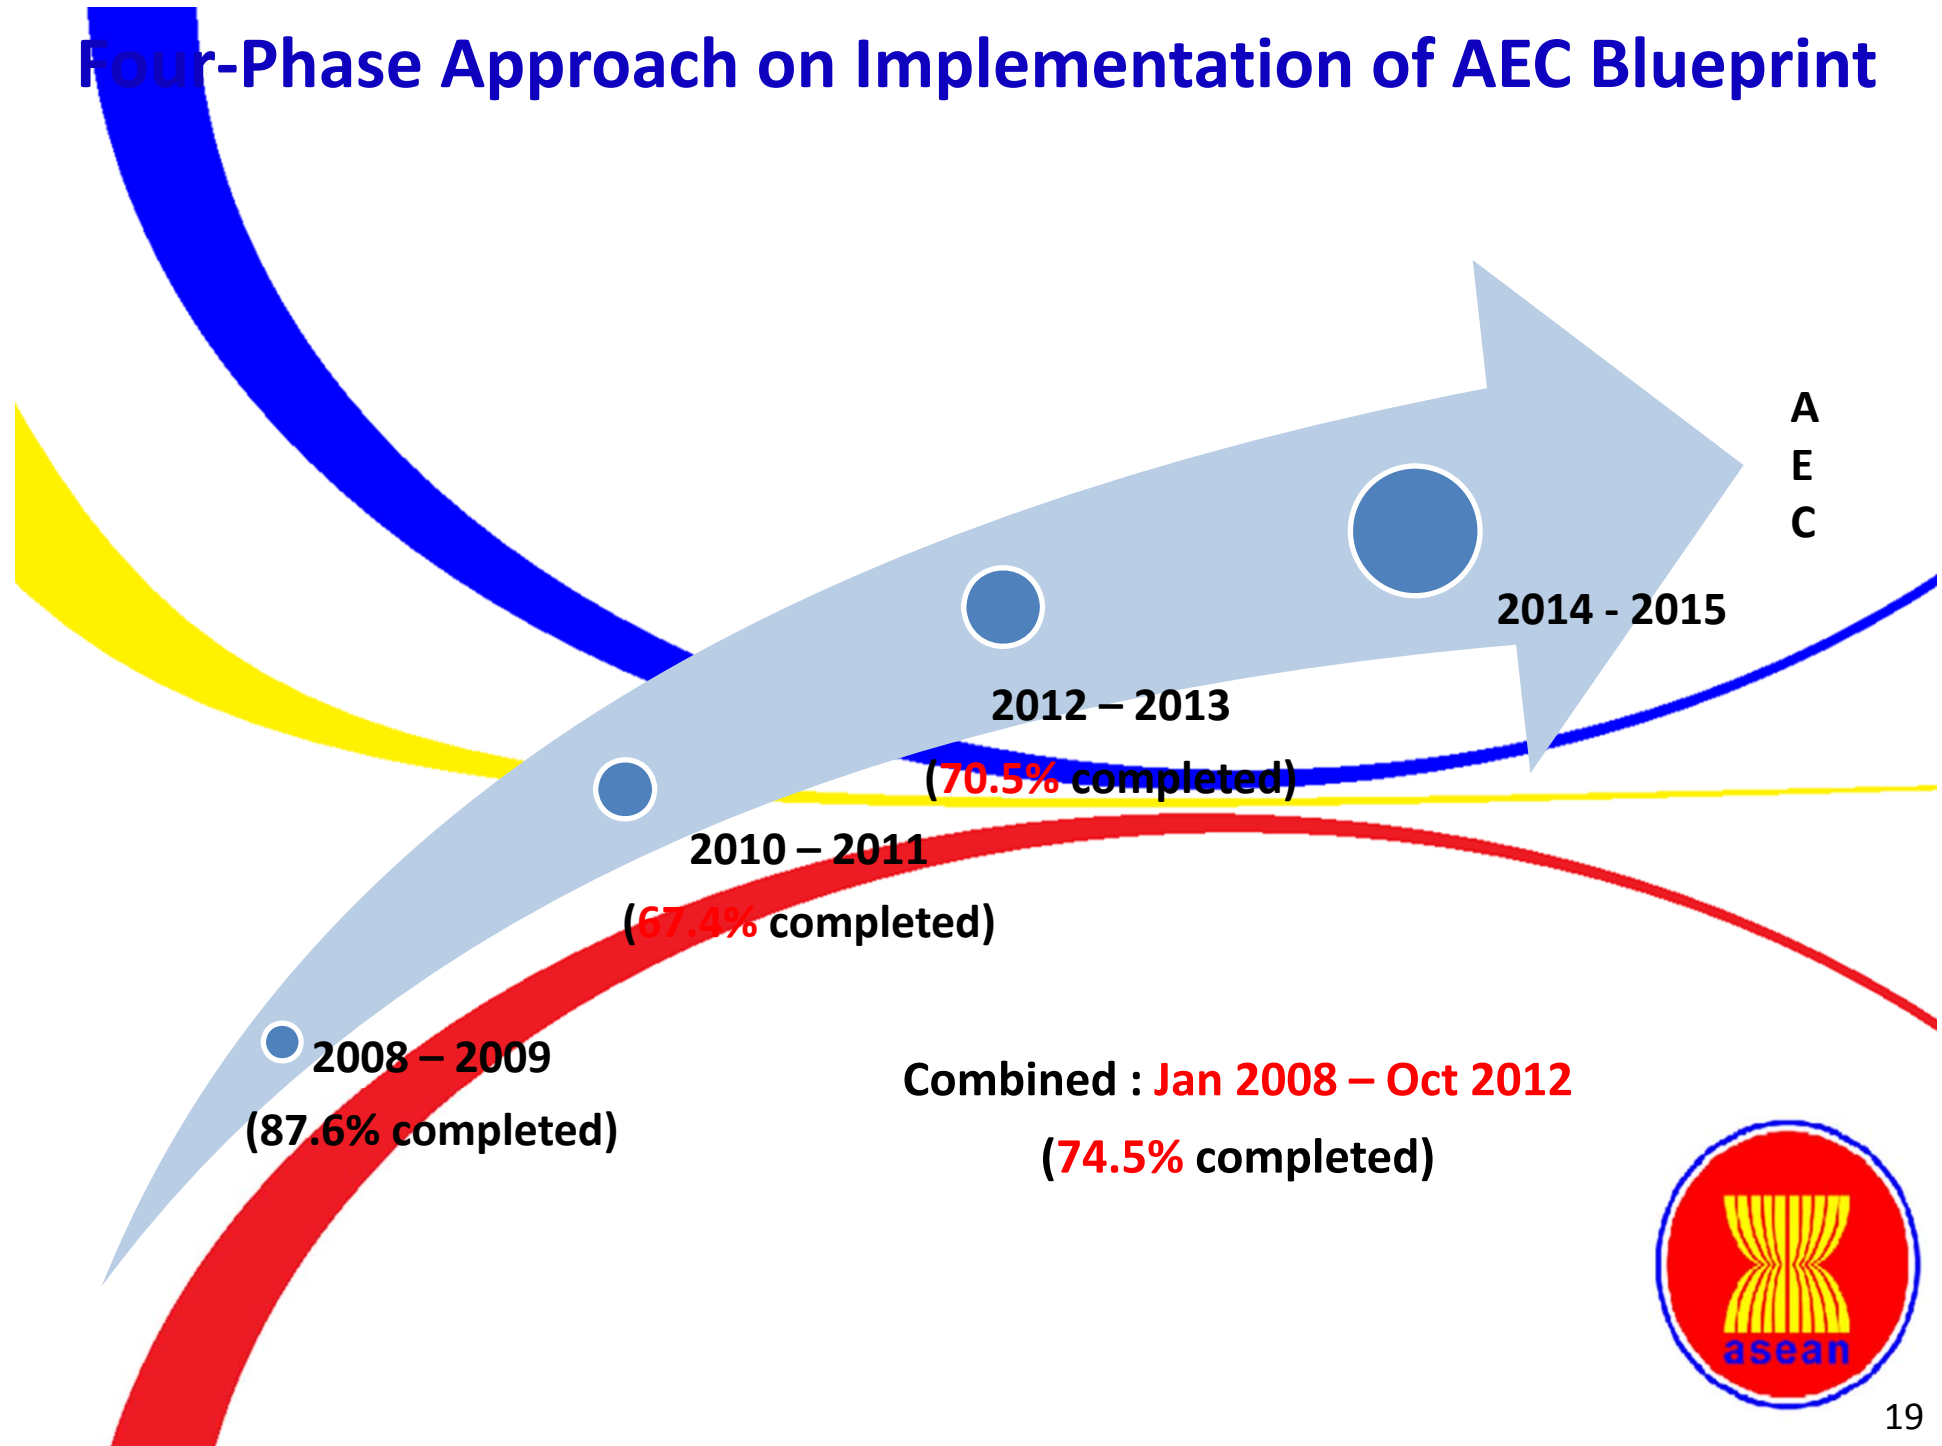 Four-Phase Approach on Implementation of AEC Blueprint
A
E
C
2014 - 2015
2012 – 2013
(70.5% completed)
2010 – 2011
(67.4% completed)
2008 – 2009
(87.6% completed)
Combined : Jan 2008 – Oct 2012
(74.5% completed)
asean
19